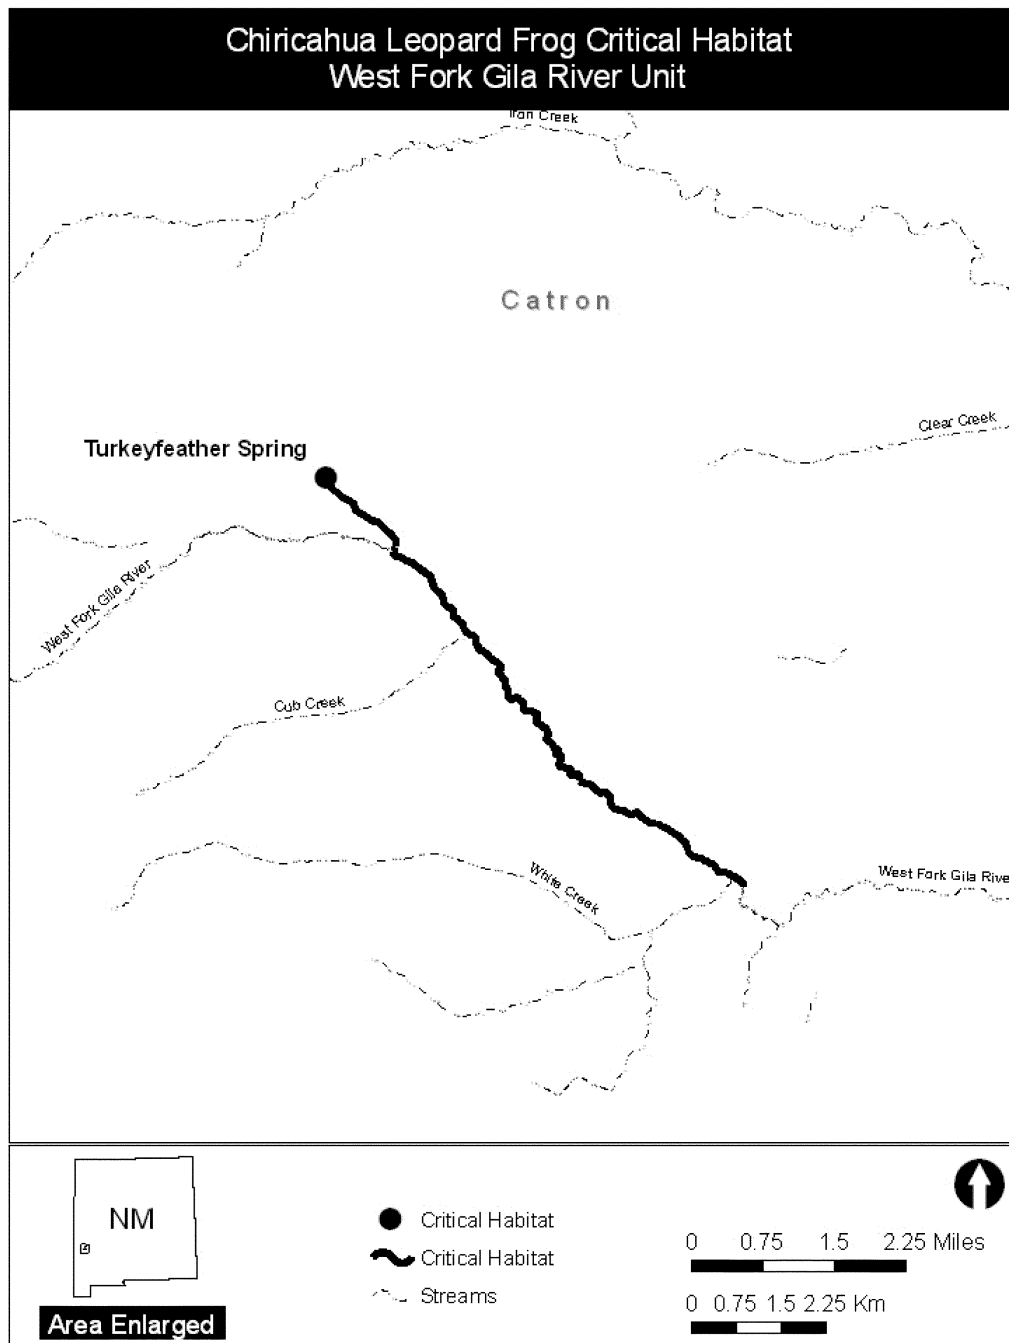 Chiricahua Leopard Frog Critical Habitat
West Fork Gila River Unit
Iron Creek
Catron
Clear Creek
Turkeyfeather Spring
West Fork Gila River
Cub Creek
White Creek
West Fork Gila River
NM
Area Enlarged
Critical Habitat
Critical Habitat
Streams
0 0.75 1.5 2.25 Miles
0 0.75 1.5 2.25 Km